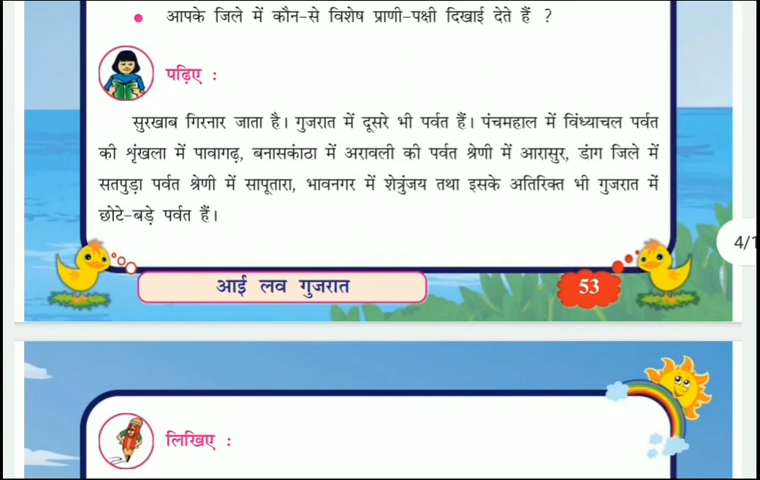 • आपके जिले में कौन-से विशेष प्राणी-पक्षी दिखाई देते हैं ?
पढ़िए :
सुरखाब गिरनार जाता है। गुजरात में दूसरे भी पर्वत हैं। पंचमहाल में विंध्याचल पर्वत
की शृंखला में पावागढ़, बनासकांठा में अरावली की पर्वत श्रेणी में आरासुर, डांग जिले में
सतपुड़ा पर्वत श्रेणी में सापूतारा, भावनगर में शेत्रुंजय तथा इसके अतिरिक्त भी गुजरात में
छोटे-बड़े पर्वत हैं।
4/1
आई लव गुजरात
53
लिखिए :